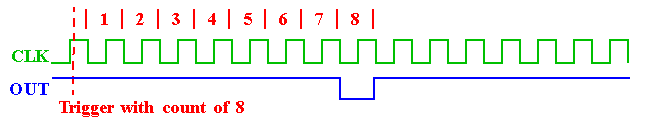 | 1 | 2 | 3 | 4 | 5 | 6 | 7 | 8 |
CLK
OUT
Trigger with count of 8